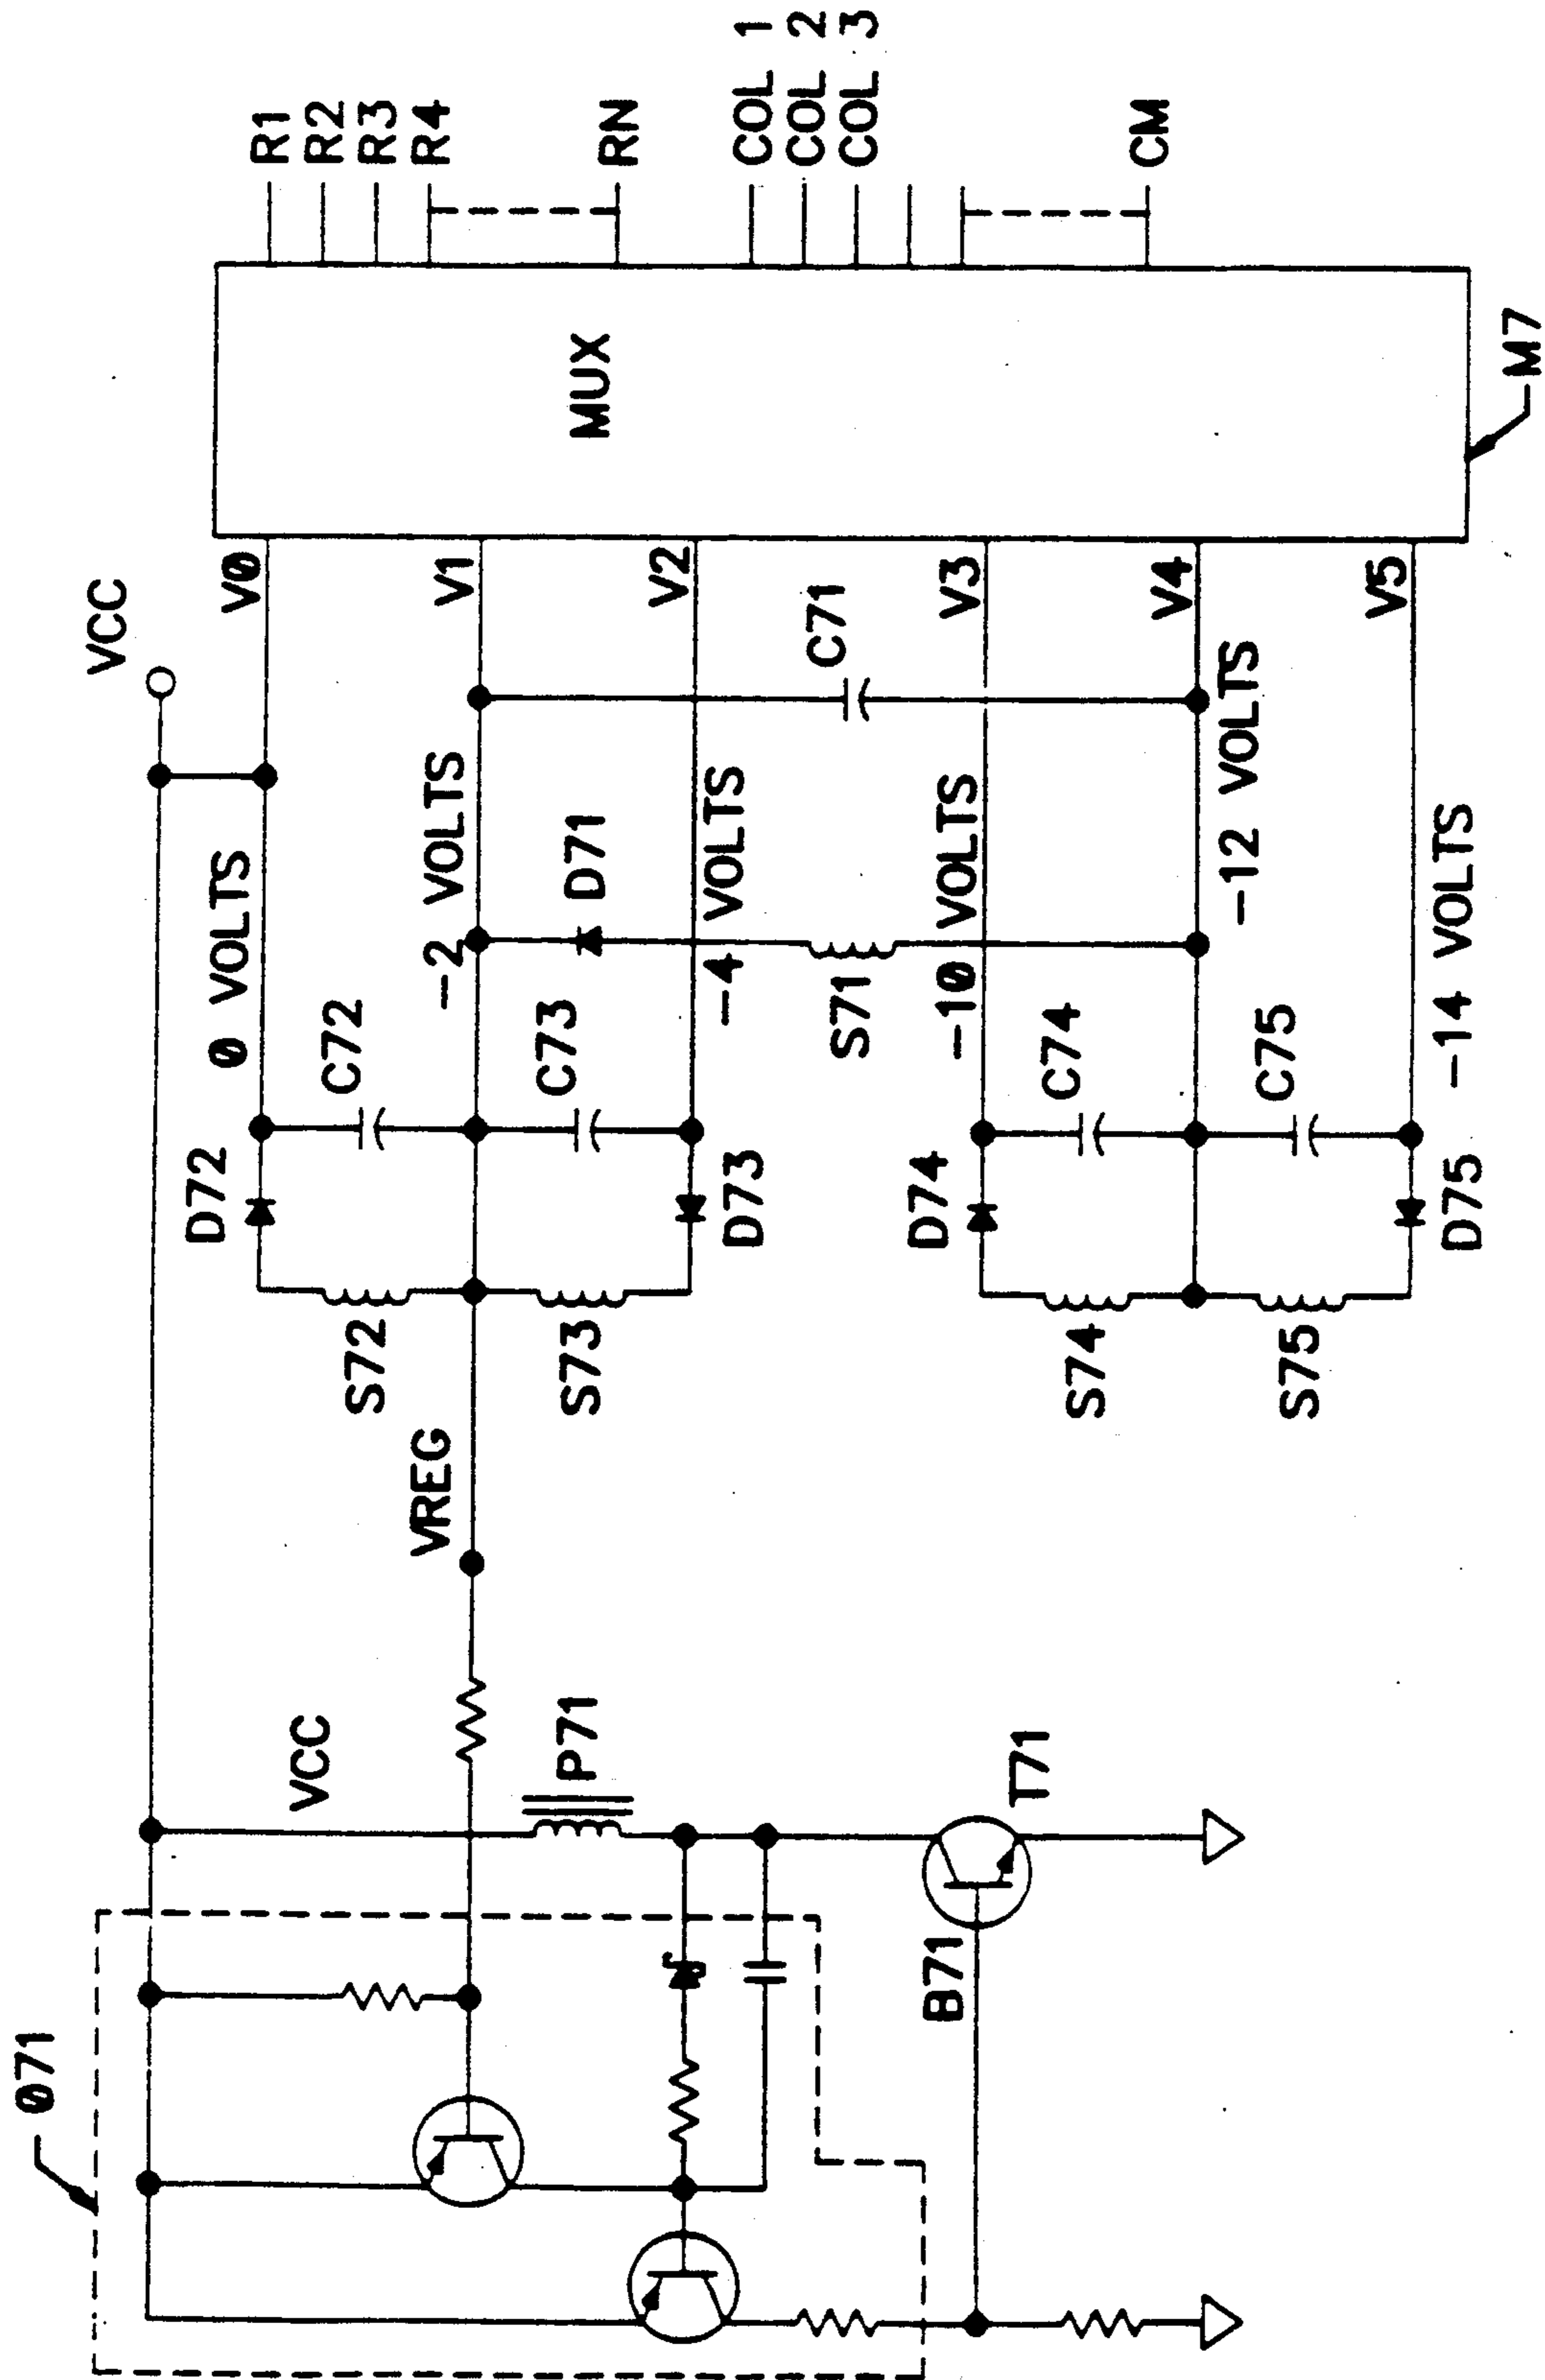 071
VCC
VCC
0 VOLTS
V0
D72
C72
S72
VREG
-2 VOLTS
V1
P71
S73
C73
D71
D73
-4 VOLTS
V2
T71
B71
S71
C71
D74
-10 VOLTS
V3
S74
C74
-12 VOLTS
V4
S75
C75
D75
-14 VOLTS
V5
MUX
M7
R1
R2
R3
R4
RN
COL 1
COL 2
COL 3
CM